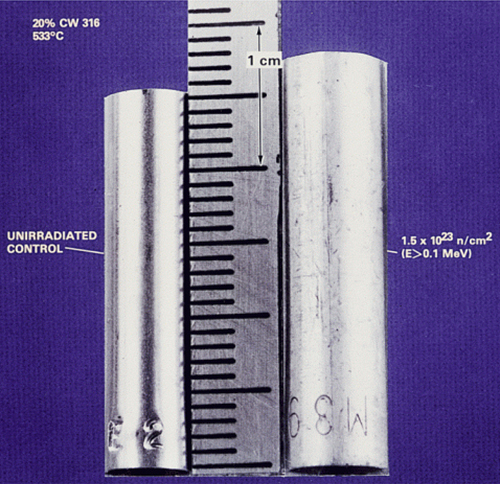 20% CW 316
533°C
1 cm
UNIRRADIATED
CONTROL
1.5 x 10²³ n/cm²
(E>0.1 MeV)